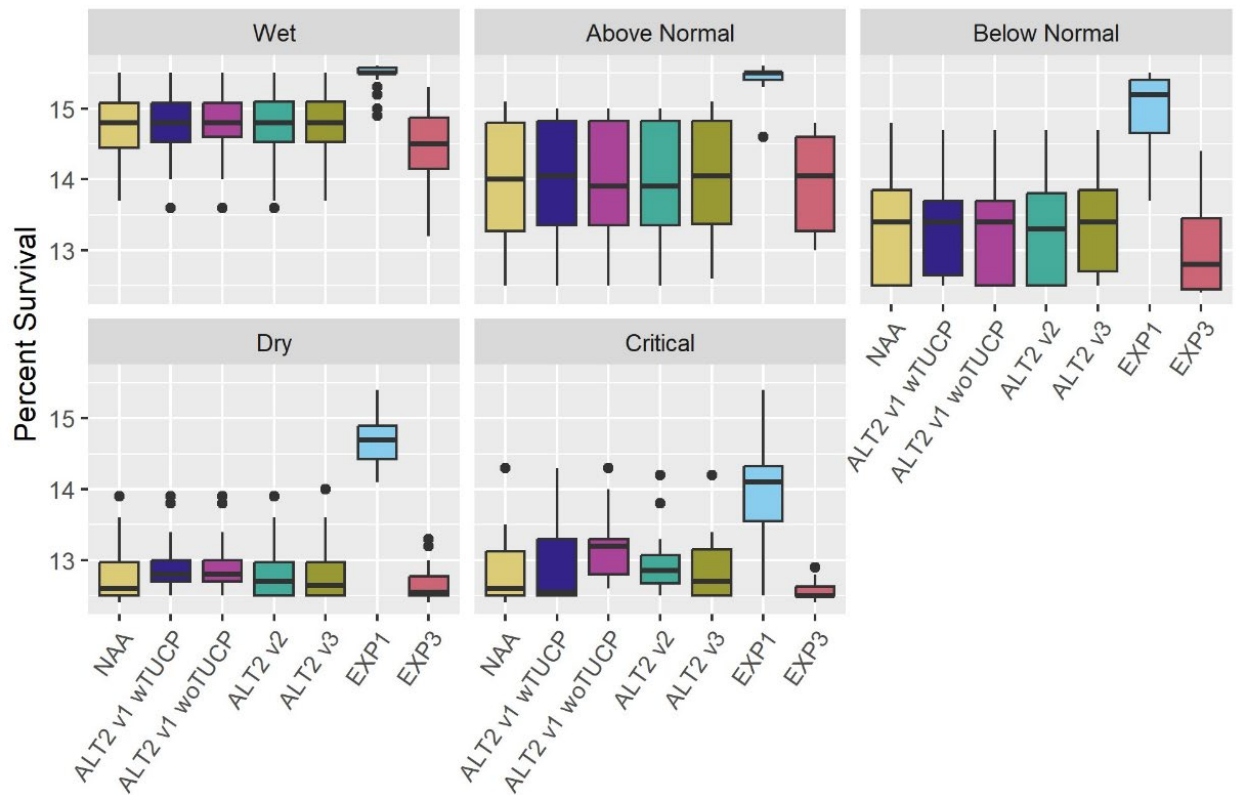 Wet
Above Normal
Below Normal
Percent Survival
15
14
13
NAA
ALT2 v1 wTUCP
ALT2 v1 woTUCP
ALT2 v2
ALT2 v3
EXP1
EXP3
Dry
Critical
15
14
13
NAA
ALT2 v1 wTUCP
ALT2 v1 woTUCP
ALT2 v2
ALT2 v3
EXP1
EXP3
NAA
ALT2 v1 wTUCP
ALT2 v1 woTUCP
ALT2 v2
ALT2 v3
EXP1
EXP3